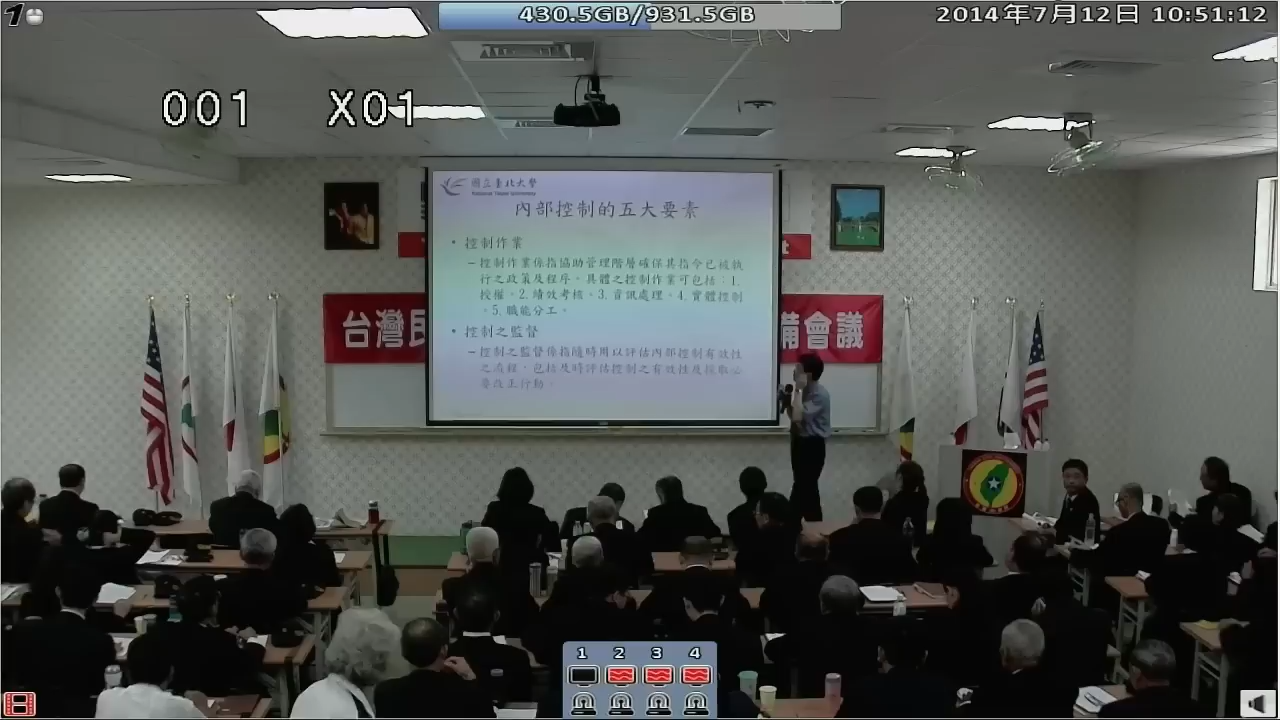 1
430.5GB/931.5GB
2014年7月12日 10:51:12
001 X01
國立臺北大學
National Taipei University
內部控制的五大要素
• 控制作業
–控制作業係指協助管理階層確保其指令已被執
行之政策及程序。具體之控制作業可包括：1.
授權、2. 績效考核、3. 資訊處理、4. 實體控制
、5. 職能分工。
• 控制之監督
–控制之監督係指隨時用以評估內部控制有效性
之流程，包括及時評估控制之有效性及採取必
要改正行動。
台灣民
備會議
1 2 3 4